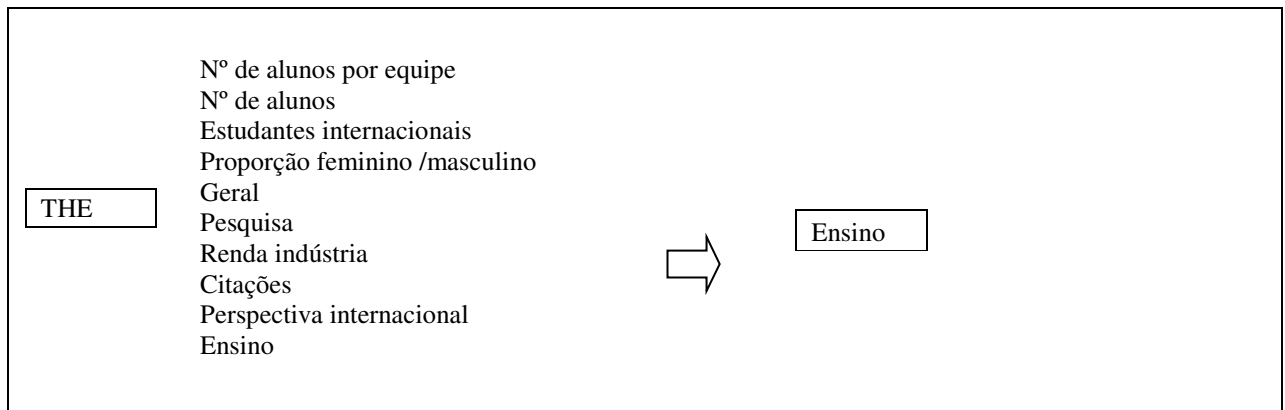 Nº de alunos por equipe
Nº de alunos
Estudantes internacionais
Proporção feminino /masculino
Geral
THE
Pesquisa
Ensino
Renda indústria
Citações
Perspectiva internacional
Ensino